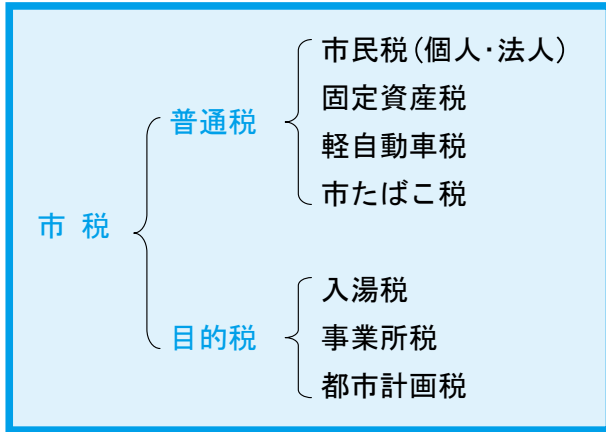 市税
普通税
市民税（個人・法人）
固定資産税
軽自動車税
市たばこ税
目的税
入湯税
事業所税
都市計画税